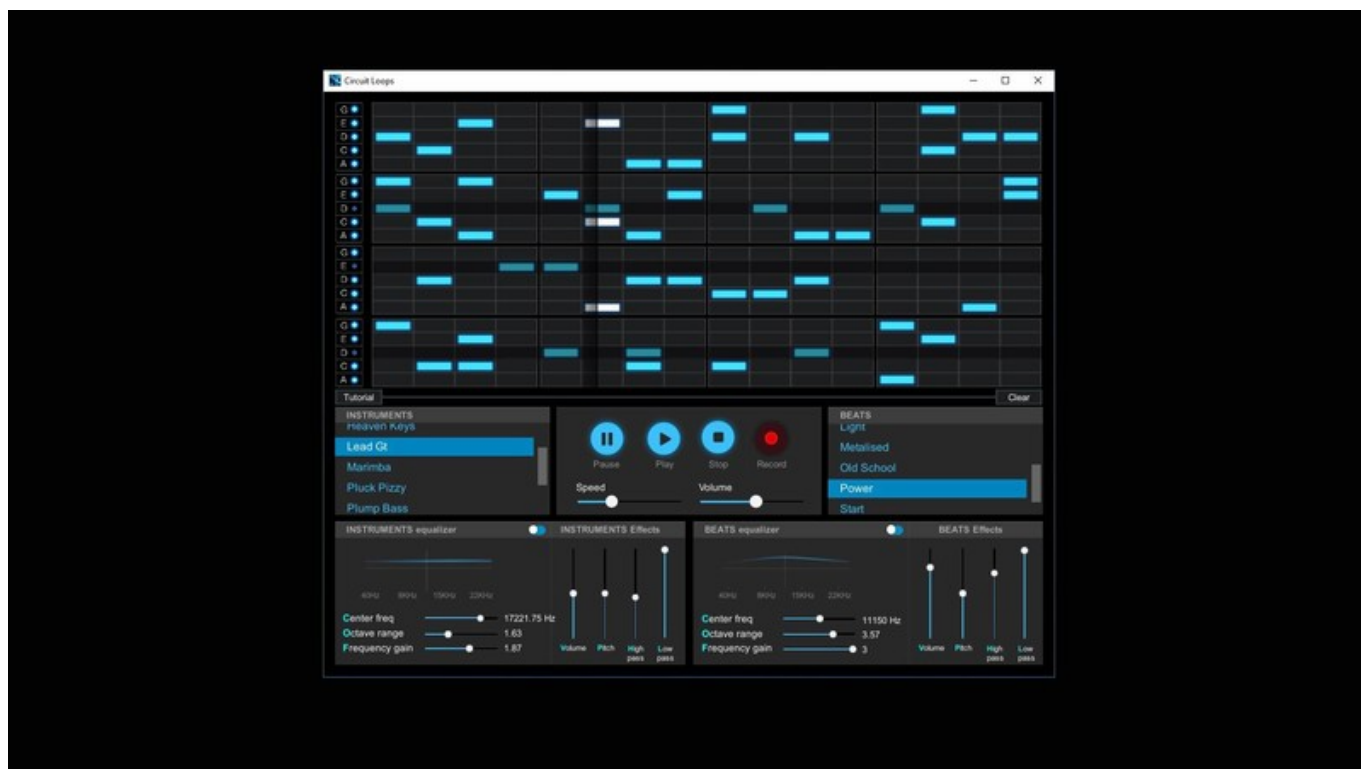 Circuit Loops
G
E
D
C
A
G
E
D
C
A
G
E
D
C
A
G
E
D
C
A
Tutorial
Clear
INSTRUMENTS
Heaven Keys
Lead Gt
Marimba
Pluck Pizzy
Plump Bass
Pause
Play
Stop
Record
Speed
Volume
BEATS
Light
Metalised
Old School
Power
Start
INSTRUMENTS equalizer
40Hz 8KHz 15KHz 22KHz
Center freq 17221.75 Hz
Octave range 1.63
Frequency gain 1.87
INSTRUMENTS Effects
Volume Pitch High pass Low pass
BEATS equalizer
40Hz 8KHz 15KHz 22KHz
Center freq 11150 Hz
Octave range 3.57
Frequency gain 3
BEATS Effects
Volume Pitch High pass Low pass